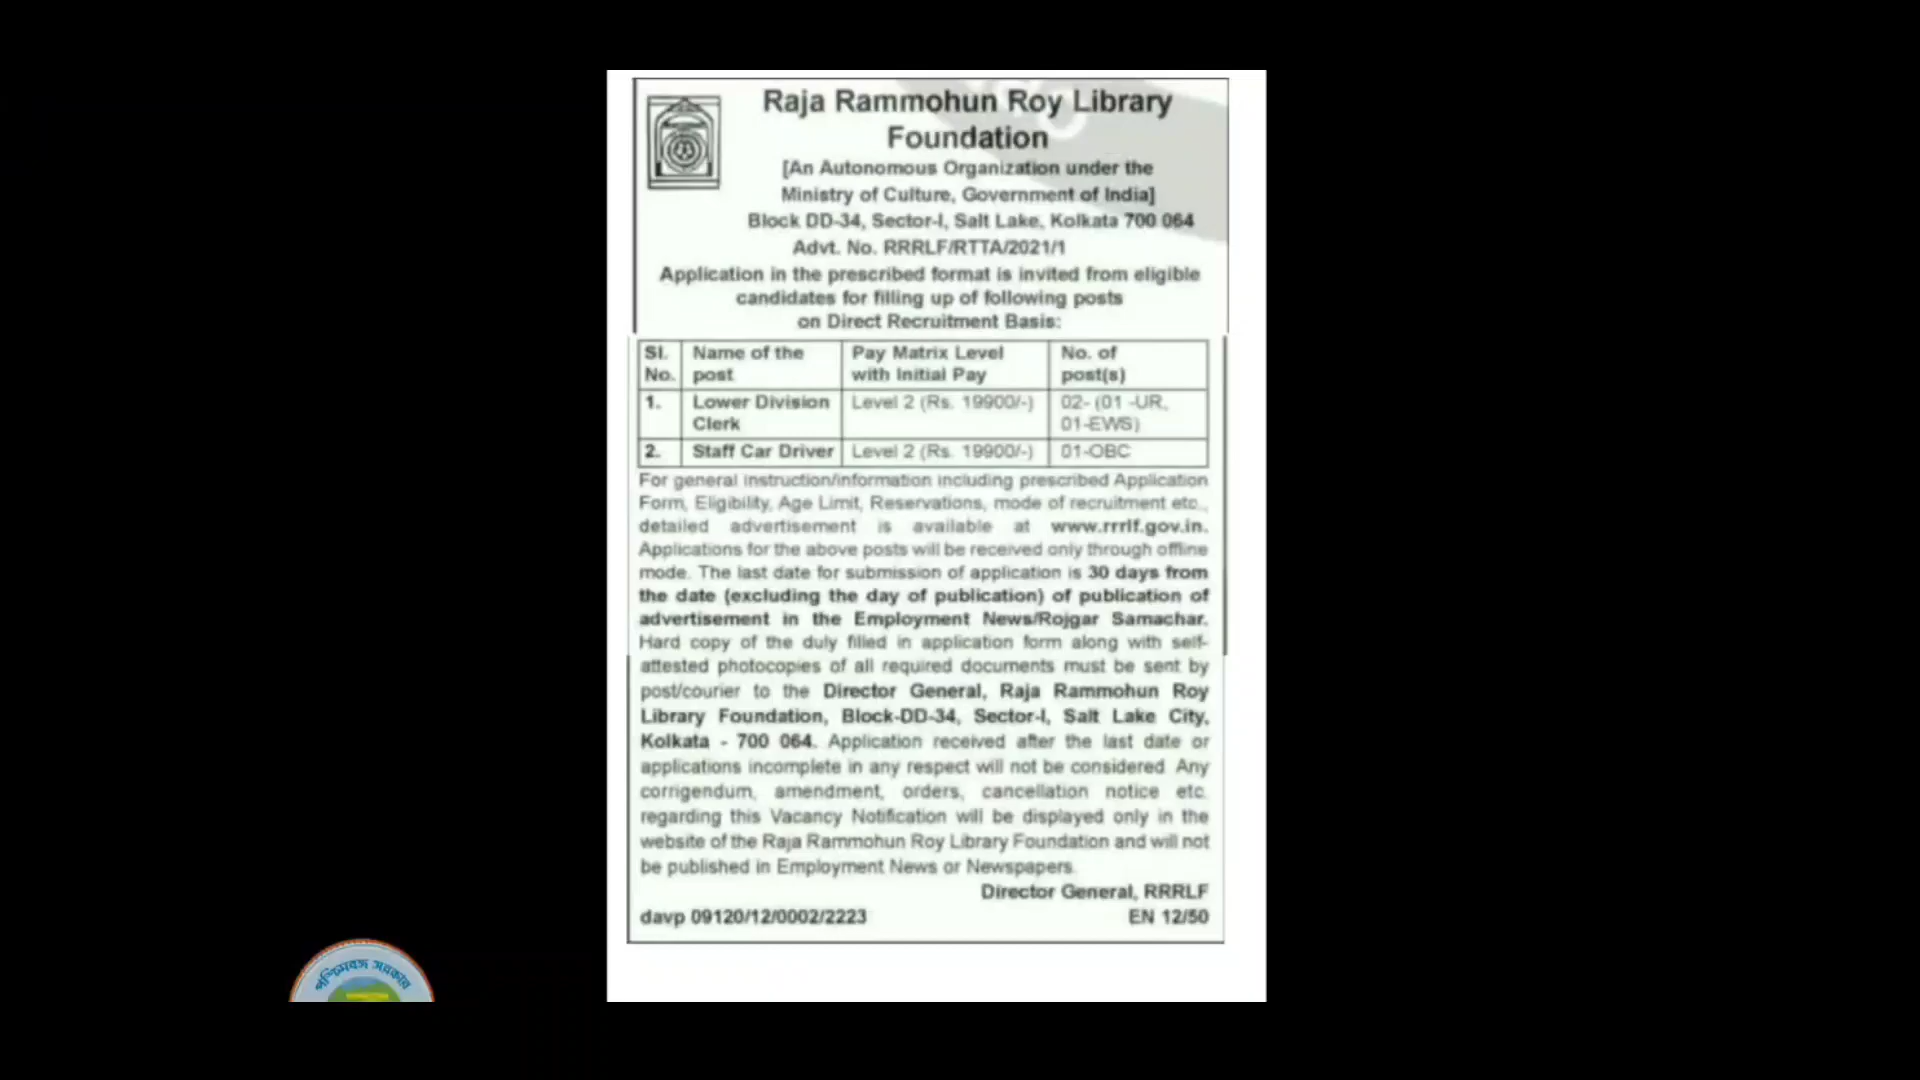 Raja Rammohun Roy Library
Foundation
[An Autonomous Organization under the
Ministry of Culture, Government of India]
Block DD-34, Sector-I, Salt Lake, Kolkata 700 064
Advt. No. RRRLF/RTTA/2021/1
Application in the prescribed format is invited from eligible
candidates for filling up of following posts
on Direct Recruitment Basis:
Sl. No. Name of the post Pay Matrix Level with Initial Pay No. of post(s)
1. Lower Division Clerk Level 2 (Rs. 19900/-) 02- (01 -UR, 01-EWS)
2. Staff Car Driver Level 2 (Rs. 19900/-) 01-OBC
For general instruction/information including prescribed Application
Form, Eligibility, Age Limit, Reservations, mode of recruitment etc.,
detailed advertisement is available at www.rrrlf.gov.in.
Applications for the above posts will be received only through offline
mode. The last date for submission of application is 30 days from
the date (excluding the day of publication) of publication of
advertisement in the Employment News/Rojgar Samachar.
Hard copy of the duly filled in application form along with self-
attested photocopies of all required documents must be sent by
post/courier to the Director General, Raja Rammohun Roy
Library Foundation, Block-DD-34, Sector-I, Salt Lake City,
Kolkata - 700 064. Application received after the last date or
applications incomplete in any respect will not be considered. Any
corrigendum, amendment, orders, cancellation notice etc.
regarding this Vacancy Notification will be displayed only in the
website of the Raja Rammohun Roy Library Foundation and will not
be published in Employment News or Newspapers.
Director General, RRRLF
davp 09120/12/0002/2223 EN 12/50
পশ্চিমবঙ্গ সরকার